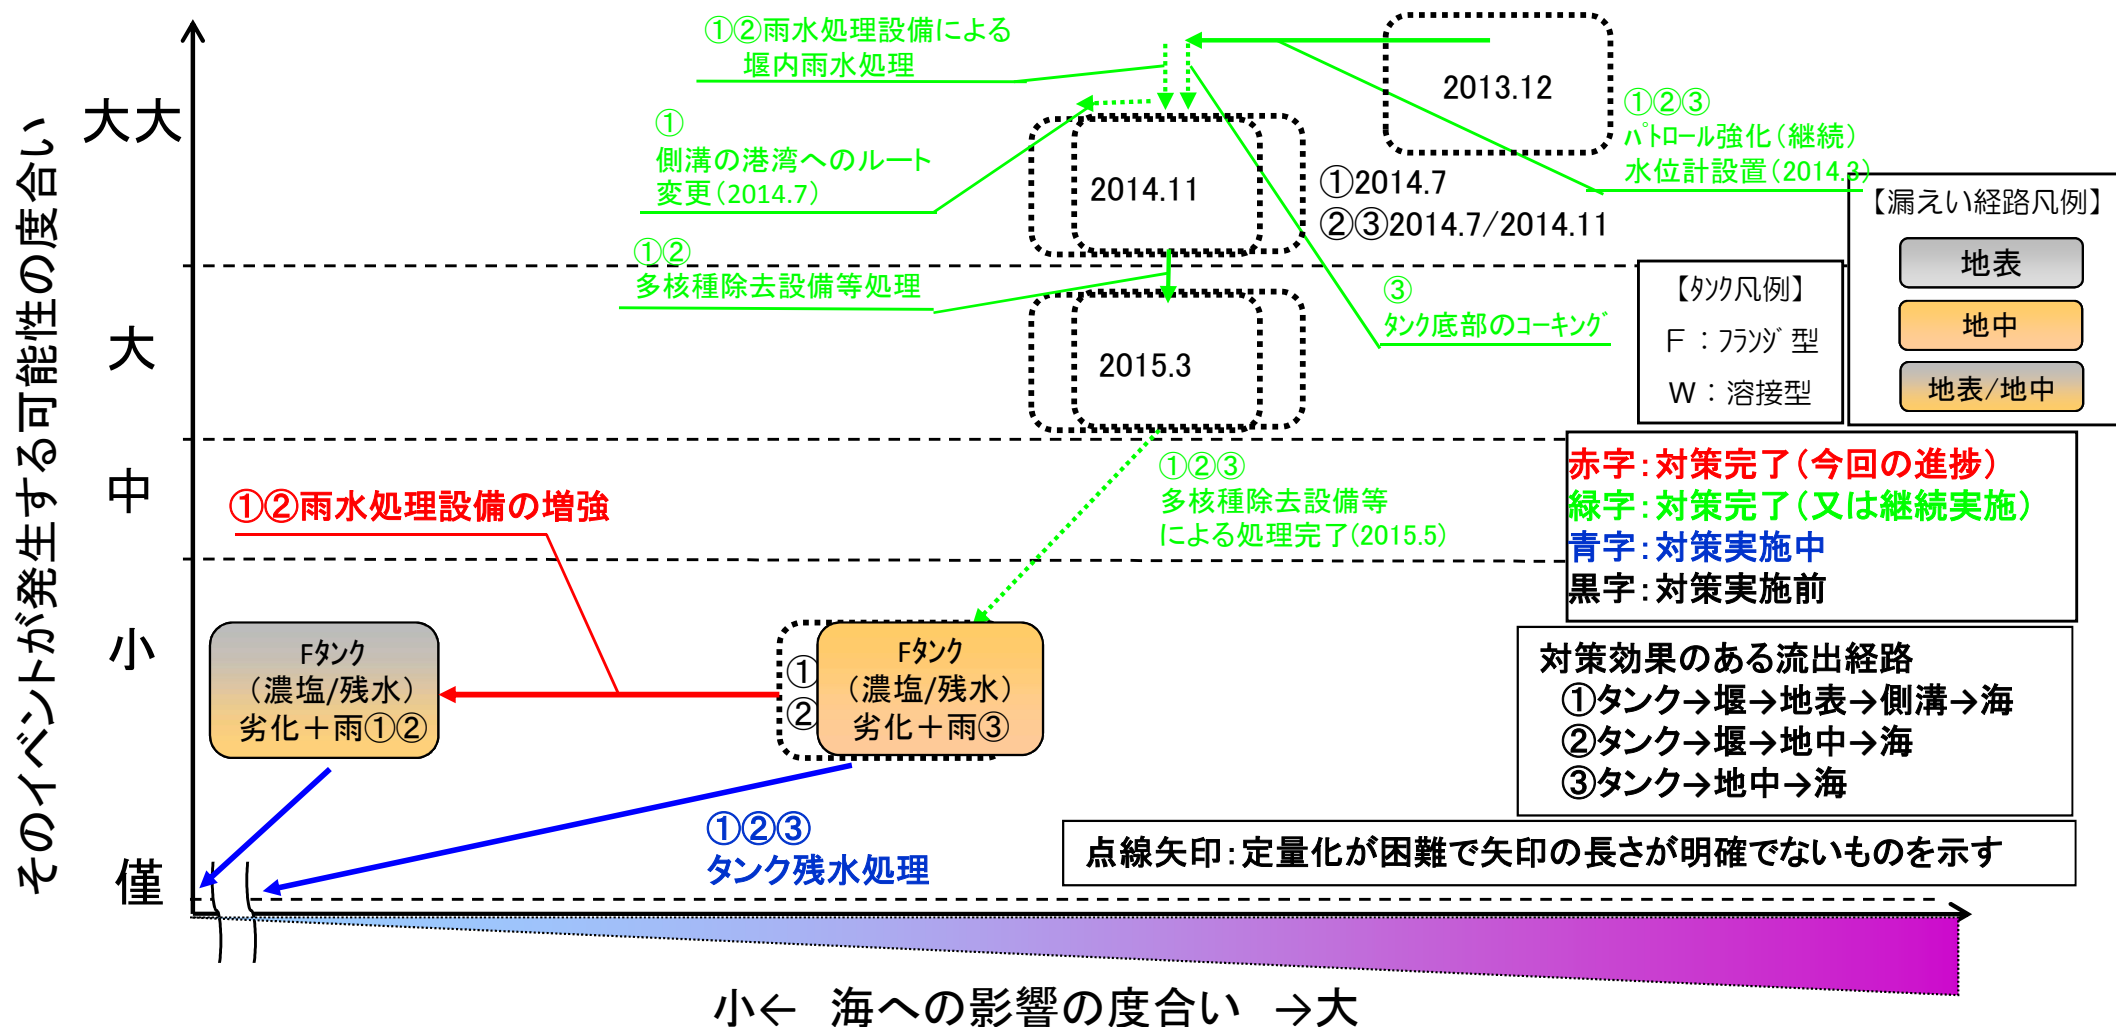 そのイベントが発生する可能性の度合い
大大
大
中
小
僅
①②雨水処理設備による
堰内雨水処理
2013.12
①②③
パトロール強化（継続）
水位計設置（2014.3）
①
側溝の港湾へのルート
変更（2014.7）
2014.11
①2014.7
②③2014.7/2014.11
【漏えい経路凡例】
地表
地中
地表/地中
①②
多核種除去設備等処理
③
タンク底部のコーキング
【タンク凡例】
F：フランジ型
W：溶接型
2015.3
①②③
多核種除去設備等
による処理完了（2015.5）
赤字：対策完了（今回の進捗）
緑字：対策完了（又は継続実施）
青字：対策実施中
黒字：対策実施前
①②雨水処理設備の増強
Fタンク
（濃塩/残水）
劣化＋雨①②
①
②
Fタンク
（濃塩/残水）
劣化＋雨③
対策効果のある流出経路
①タンク→堰→地表→側溝→海
②タンク→堰→地中→海
③タンク→地中→海
①②③
タンク残水処理
点線矢印：定量化が困難で矢印の長さが明確でないものを示す
小← 海への影響の度合い →大